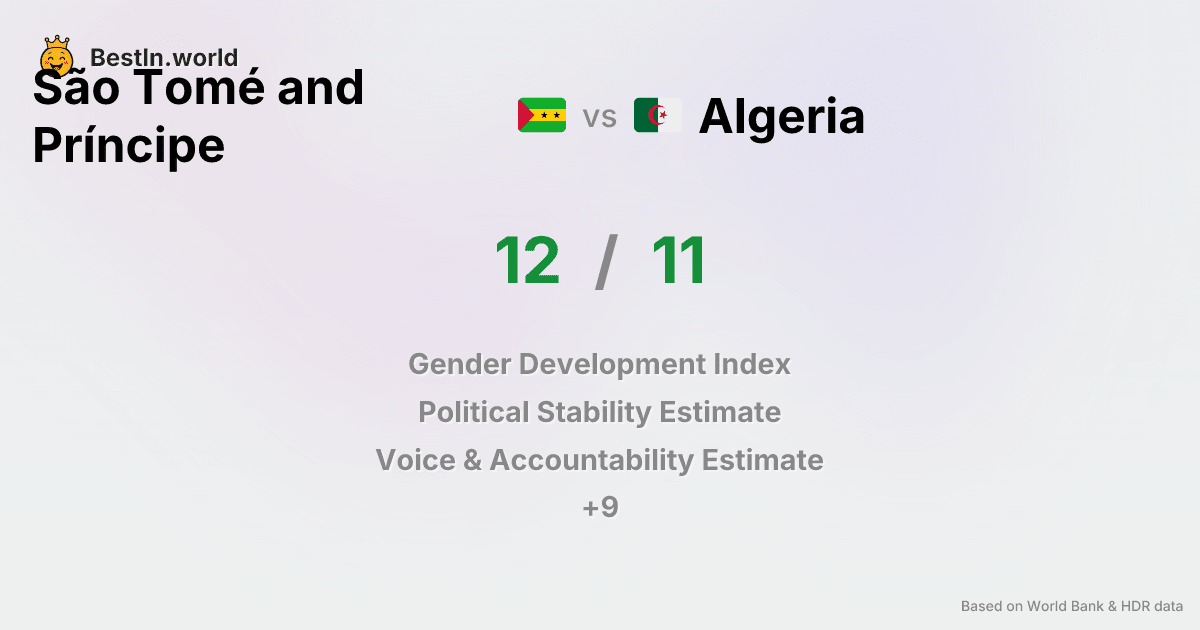 BestIn.world
São Tomé and
Príncipe
vs Algeria
12 / 11
Gender Development Index
Political Stability Estimate
Voice & Accountability Estimate
+9
Based on World Bank & HDR data